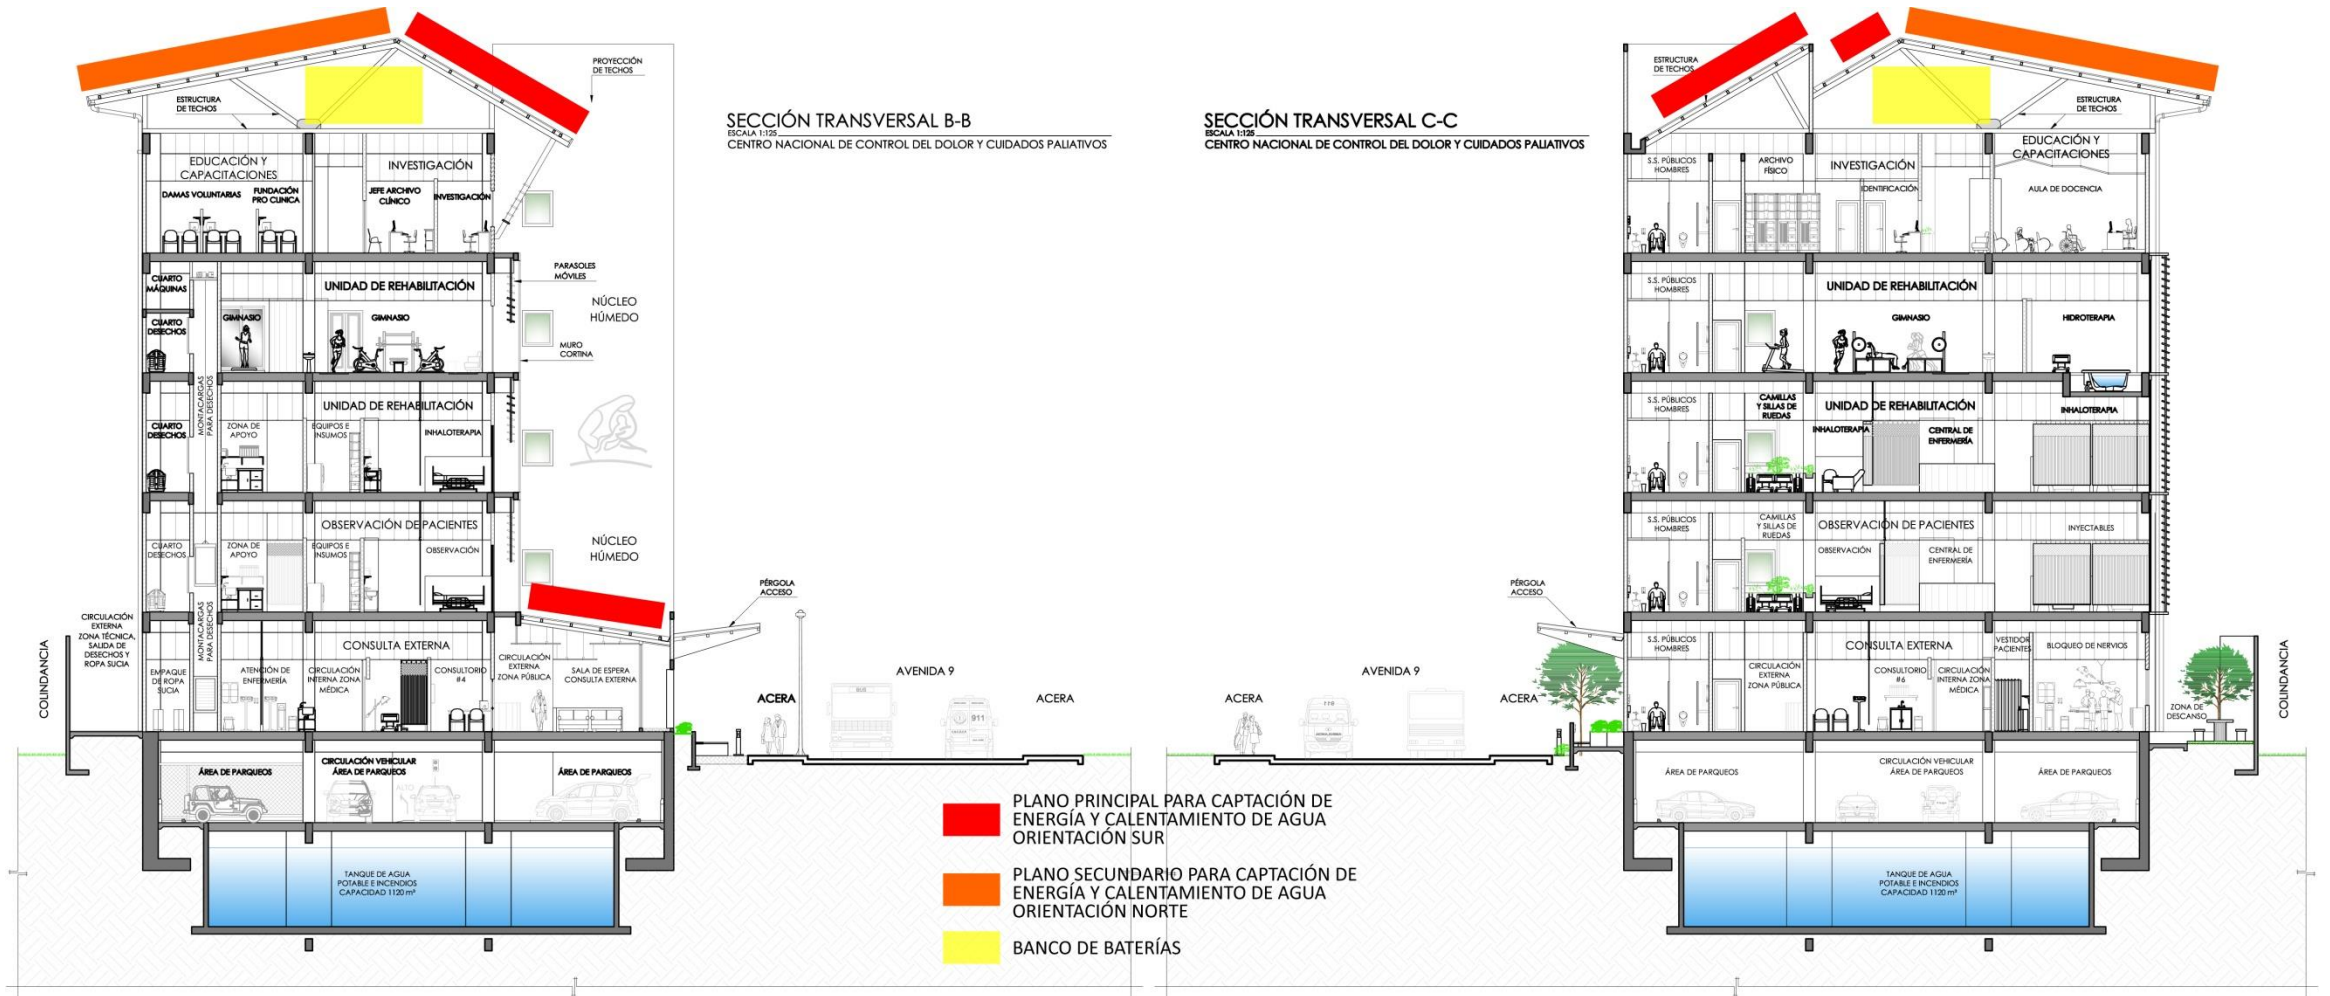 PROYECCIÓN
DE TECHOS
ESTRUCTURA
DE TECHOS
SECCIÓN TRANSVERSAL B-B
ESCALA 1:125
CENTRO NACIONAL DE CONTROL DEL DOLOR Y CUIDADOS PALIATIVOS
EDUCACIÓN Y
CAPACITACIONES
INVESTIGACIÓN
DAMAS VOLUNTARIAS
FUNDACIÓN
PRO CLINICA
JEFE ARCHIVO
CLÍNICO
INVESTIGACIÓN
PARASOLES
MÓVILES
CUARTO
MÁQUINAS
UNIDAD DE REHABILITACIÓN
NÚCLEO
HÚMEDO
CUARTO
DESECHOS
GIMNASIO
GIMNASIO
MURO
CORTINA
MONTACARGAS
PARA DESECHOS
UNIDAD DE REHABILITACIÓN
CUARTO
DESECHOS
ZONA DE
APOYO
EQUIPOS E
INSUMOS
INHALOTERAPIA
OBSERVACIÓN DE PACIENTES
CUARTO
DESECHOS
ZONA DE
APOYO
EQUIPOS E
INSUMOS
OBSERVACIÓN
NÚCLEO
HÚMEDO
PÉRGOLA
ACCESO
COLINDANCIA
CIRCULACIÓN
EXTERNA
ZONA TÉCNICA,
SALIDA DE
DESECHOS Y
ROPA SUCIA
MONTACARGAS
PARA DESECHOS
CONSULTA EXTERNA
EMPAQUE
DE ROPA
SUCIA
ATENCIÓN DE
ENFERMERÍA
CIRCULACIÓN
INTERNA ZONA
MÉDICA
CONSULTORIO
#4
CIRCULACIÓN
EXTERNA
ZONA PÚBLICA
SALA DE ESPERA
CONSULTA EXTERNA
AVENIDA 9
ACERA
ACERA
BUS
911
ÁREA DE PARQUEOS
CIRCULACIÓN VEHICULAR
ÁREA DE PARQUEOS
ALTO
ÁREA DE PARQUEOS
TANQUE DE AGUA
POTABLE E INCENDIOS
CAPACIDAD 1120 m³
SECCIÓN TRANSVERSAL C-C
ESCALA 1:125
CENTRO NACIONAL DE CONTROL DEL DOLOR Y CUIDADOS PALIATIVOS
ESTRUCTURA
DE TECHOS
ESTRUCTURA
DE TECHOS
EDUCACIÓN Y
CAPACITACIONES
S.S. PÚBLICOS
HOMBRES
ARCHIVO
FÍSICO
INVESTIGACIÓN
IDENTIFICACIÓN
AULA DE DOCENCIA
S.S. PÚBLICOS
HOMBRES
UNIDAD DE REHABILITACIÓN
GIMNASIO
HIDROTERAPIA
S.S. PÚBLICOS
HOMBRES
CAMILLAS
Y SILLAS DE
RUEDAS
UNIDAD DE REHABILITACIÓN
INHALOTERAPIA
CENTRAL DE
ENFERMERÍA
INHALOTERAPIA
S.S. PÚBLICOS
HOMBRES
CAMILLAS
Y SILLAS DE
RUEDAS
OBSERVACIÓN DE PACIENTES
OBSERVACIÓN
CENTRAL DE
ENFERMERÍA
INYECTABLES
PÉRGOLA
ACCESO
S.S. PÚBLICOS
HOMBRES
CIRCULACIÓN
EXTERNA
ZONA PÚBLICA
CONSULTA EXTERNA
CONSULTORIO
#6
CIRCULACIÓN
INTERNA ZONA
MÉDICA
VESTIDOR
PACIENTES
BLOQUEO DE NERVIOS
ZONA DE
DESCANSO
COLINDANCIA
AVENIDA 9
ACERA
ACERA
ÁREA DE PARQUEOS
CIRCULACIÓN VEHICULAR
ÁREA DE PARQUEOS
ÁREA DE PARQUEOS
TANQUE DE AGUA
POTABLE E INCENDIOS
CAPACIDAD 1120 m³
PLANO PRINCIPAL PARA CAPTACIÓN DE
ENERGÍA Y CALENTAMIENTO DE AGUA
ORIENTACIÓN SUR
PLANO SECUNDARIO PARA CAPTACIÓN DE
ENERGÍA Y CALENTAMIENTO DE AGUA
ORIENTACIÓN NORTE
BANCO DE BATERÍAS